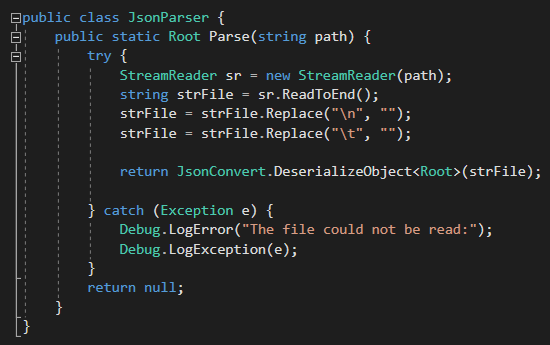 public class JsonParser {
public static Root Parse(string path) {
try {
StreamReader sr = new StreamReader(path);
string strFile = sr.ReadToEnd();
strFile = strFile.Replace("\n", "");
strFile = strFile.Replace("\t", "");
return JsonConvert.DeserializeObject<Root>(strFile);
} catch (Exception e) {
Debug.LogError("The file could not be read:");
Debug.LogException(e);
}
return null;
}
}